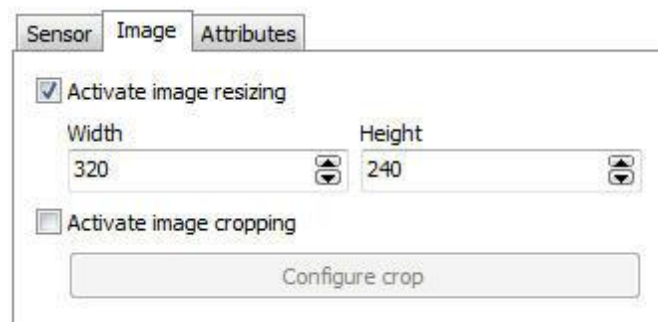 Sensor Image Attributes
Activate image resizing
Width Height
320 240
Activate image cropping
Configure crop